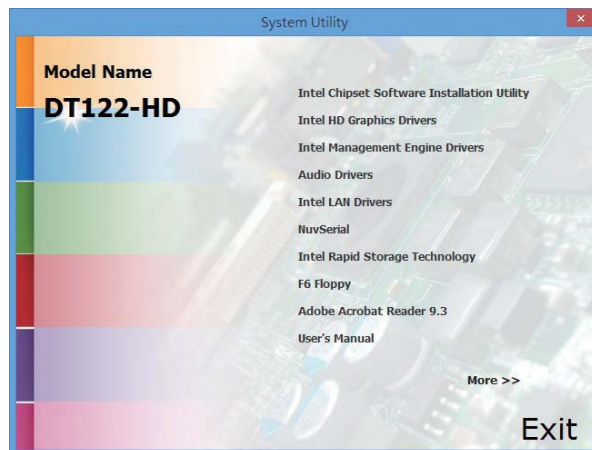 System Utility
Model Name
DT122-HD
Intel Chipset Software Installation Utility
Intel HD Graphics Drivers
Intel Management Engine Drivers
Audio Drivers
Intel LAN Drivers
NuvSerial
Intel Rapid Storage Technology
F6 Floppy
Adobe Acrobat Reader 9.3
User's Manual
More >>
Exit